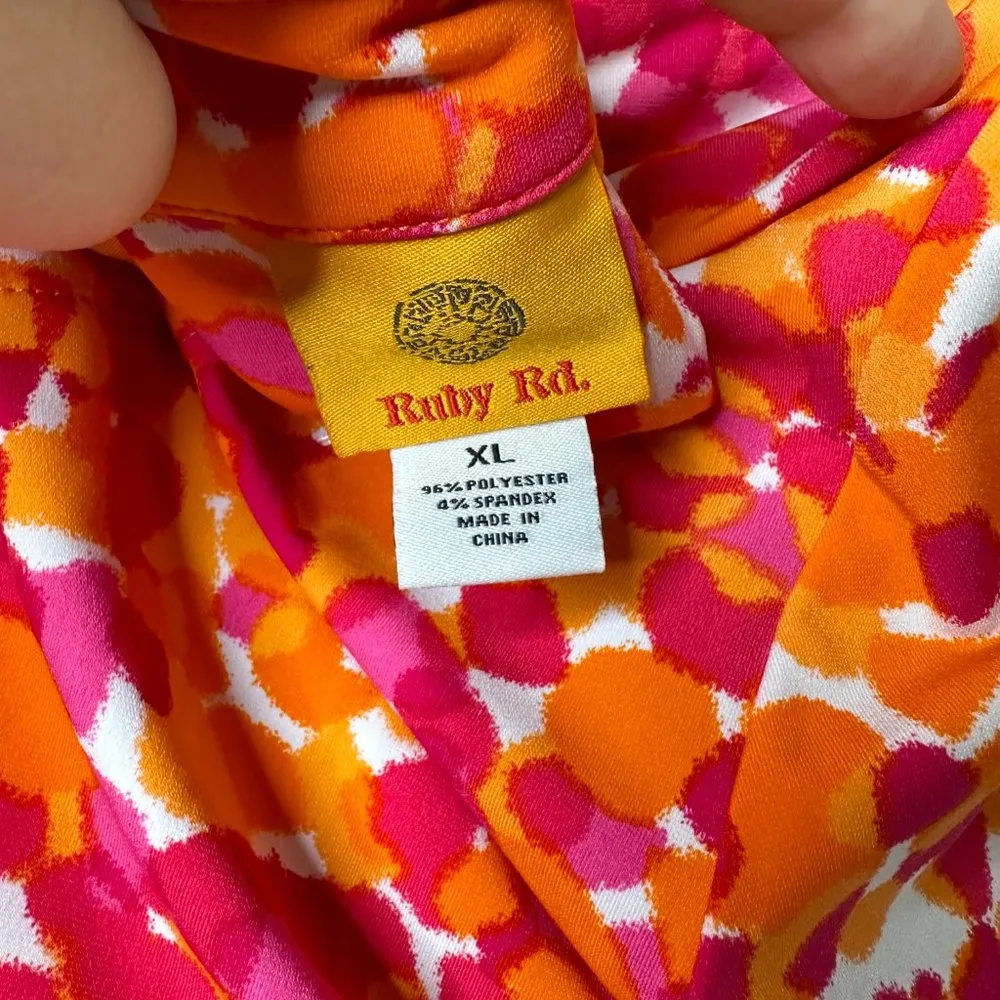 Ruby Rd.
XL
96% POLYESTER
4% SPANDEX
MADE IN
CHINA